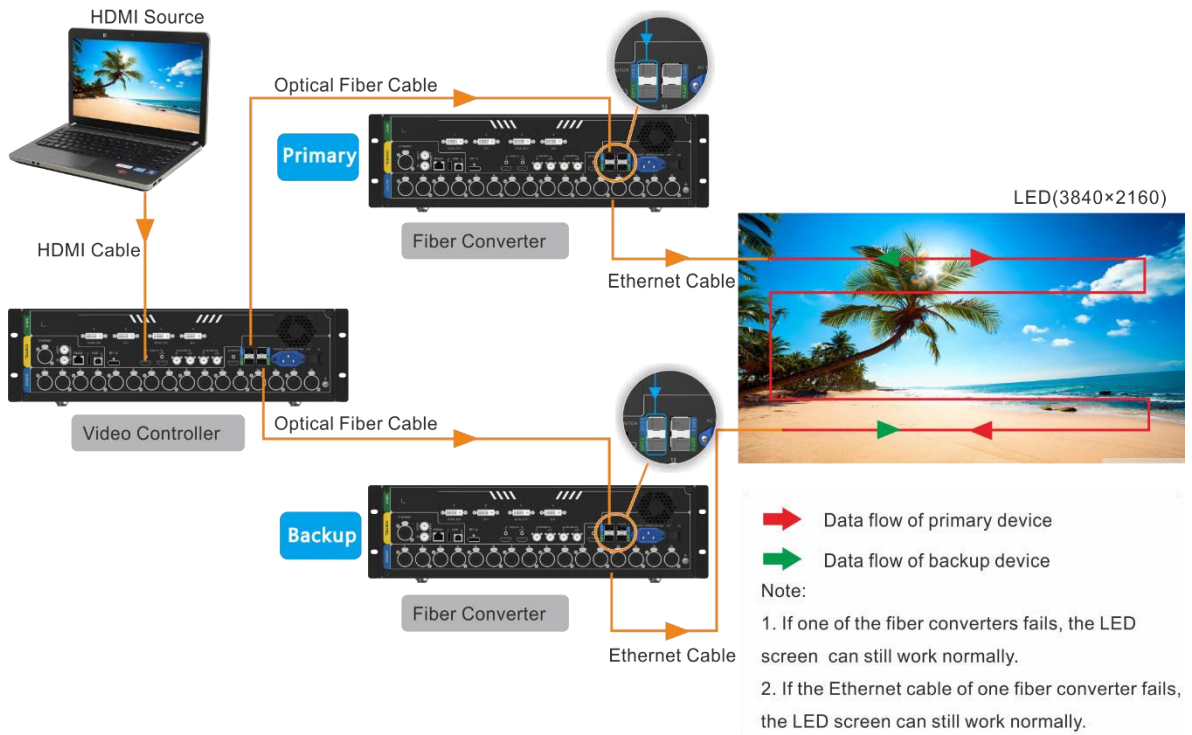 HDMI Source
Optical Fiber Cable
Primary
LED(3840×2160)
Fiber Converter
HDMI Cable
Ethernet Cable
Optical Fiber Cable
Video Controller
Backup
Data flow of primary device
Data flow of backup device
Note:
Fiber Converter
1. If one of the fiber converters fails, the LED
screen can still work normally.
Ethernet Cable
2. If the Ethernet cable of one fiber converter fails,
the LED screen can still work normally.